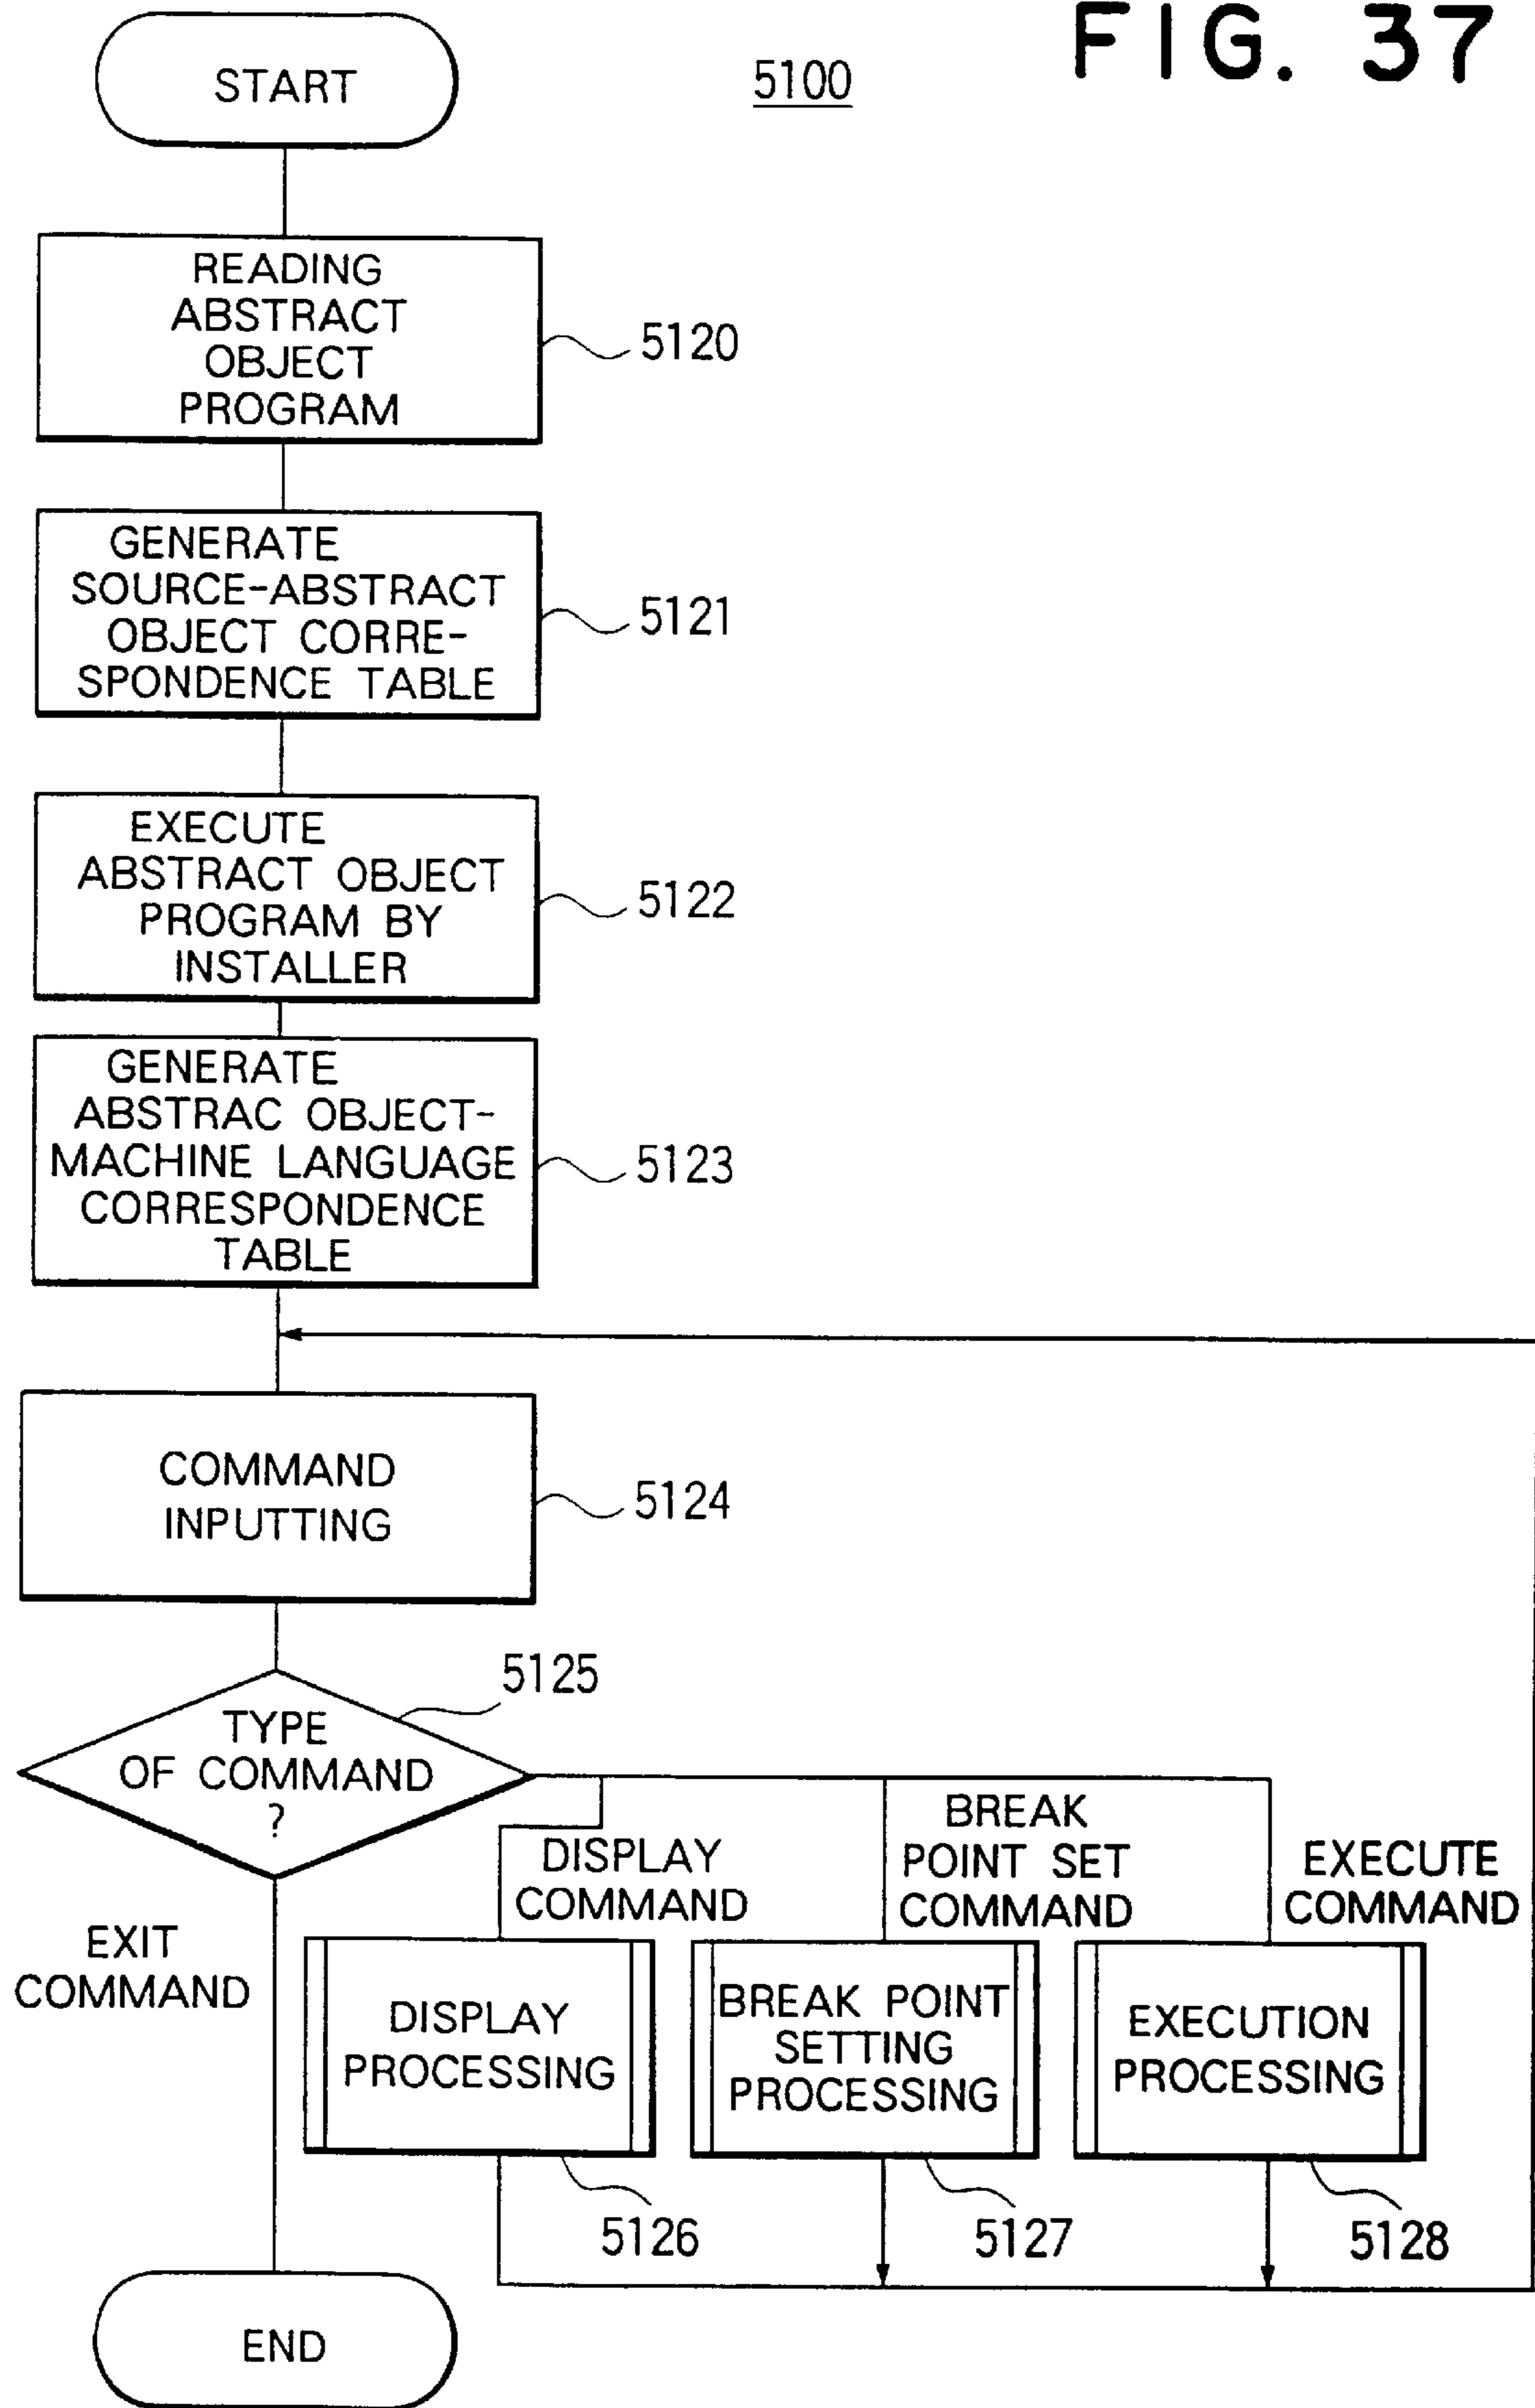 FIG. 37
5100
START
READING
ABSTRACT
OBJECT
PROGRAM
5120
GENERATE
SOURCE-ABSTRACT
OBJECT CORRE-
SPONDENCE TABLE
5121
EXECUTE
ABSTRACT OBJECT
PROGRAM BY
INSTALLER
5122
GENERATE
ABSTRAC OBJECT-
MACHINE LANGUAGE
CORRESPONDENCE
TABLE
5123
COMMAND
INPUTTING
5124
5125
TYPE
OF COMMAND
?
EXIT
COMMAND
DISPLAY
COMMAND
BREAK
POINT SET
COMMAND
EXECUTE
COMMAND
DISPLAY
PROCESSING
BREAK POINT
SETTING
PROCESSING
EXECUTION
PROCESSING
5126
5127
5128
END